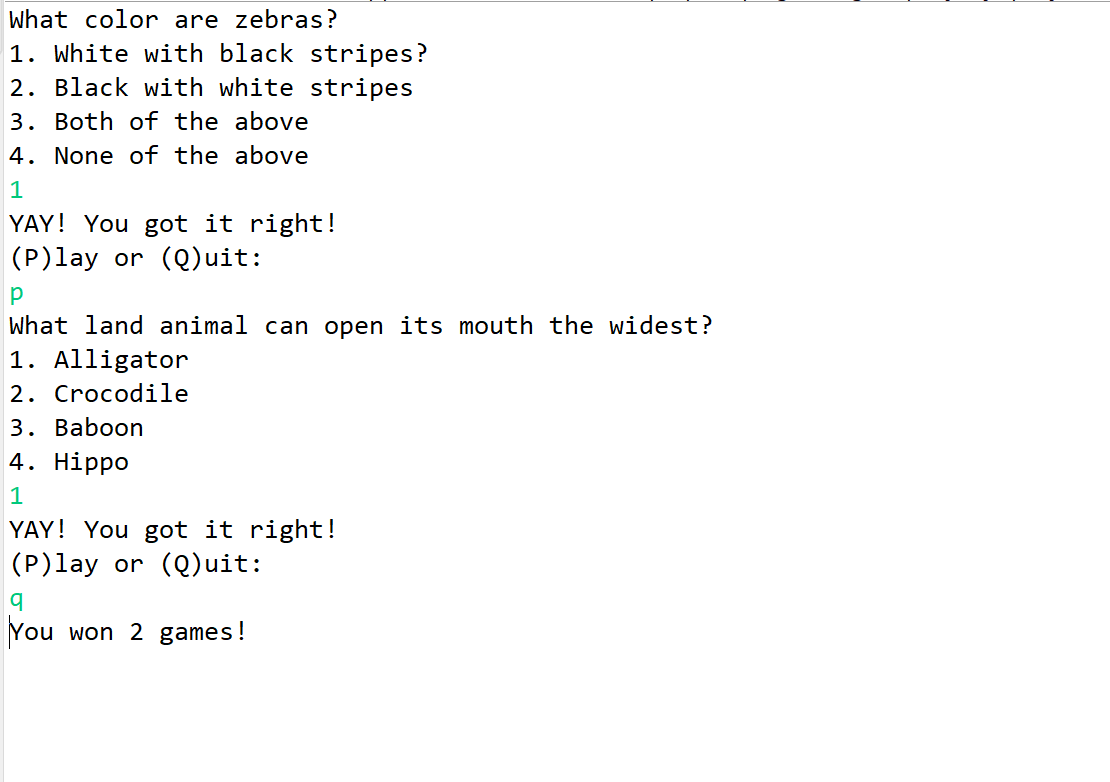 What color are zebras?
1. White with black stripes?
2. Black with white stripes
3. Both of the above
4. None of the above
1
YAY! You got it right!
(P)lay or (Q)uit:
p
What land animal can open its mouth the widest?
1. Alligator
2. Crocodile
3. Baboon
4. Hippo
1
YAY! You got it right!
(P)lay or (Q)uit:
q
You won 2 games!